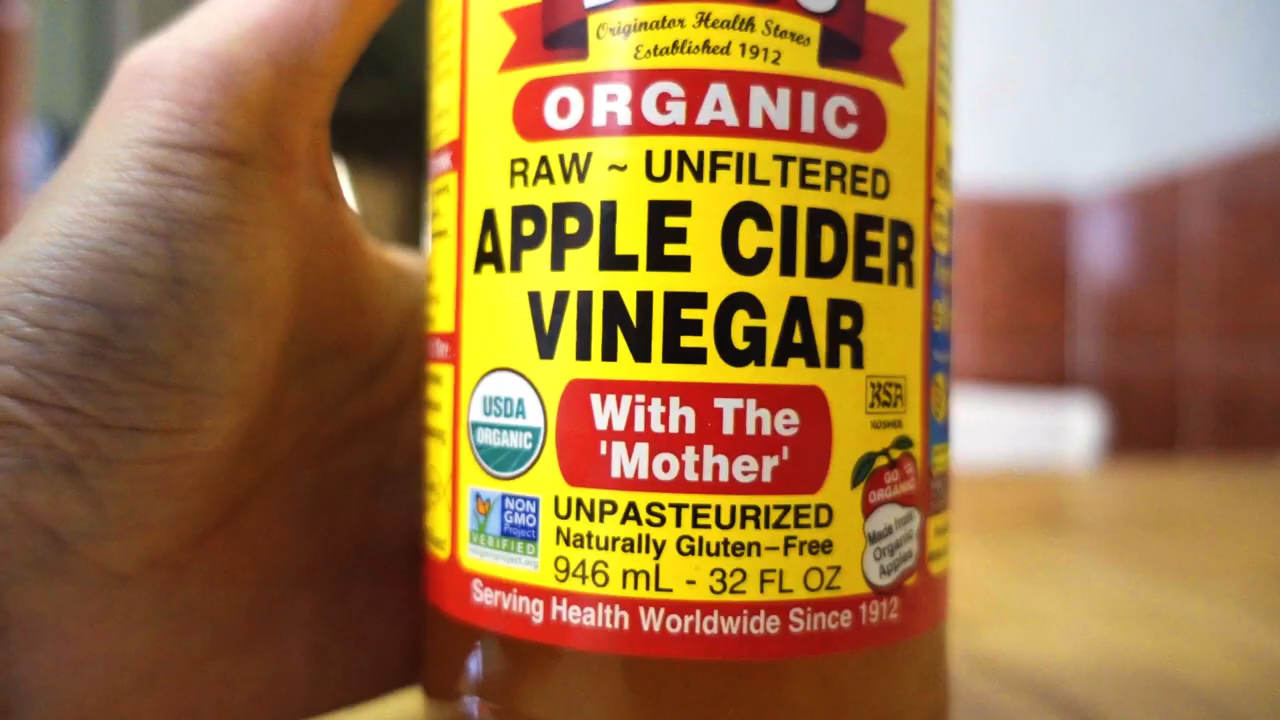 Originator Health Stores
Established 1912
ORGANIC
RAW ~ UNFILTERED
APPLE CIDER
VINEGAR
USDA
ORGANIC
With The
'Mother'
KSA
KOSHER
GO
ORGANIC
Made from
Organic
Apples
NON
GMO
Project
VERIFIED
UNPASTEURIZED
Naturally Gluten-Free
946 mL - 32 FL OZ
Serving Health Worldwide Since 1912